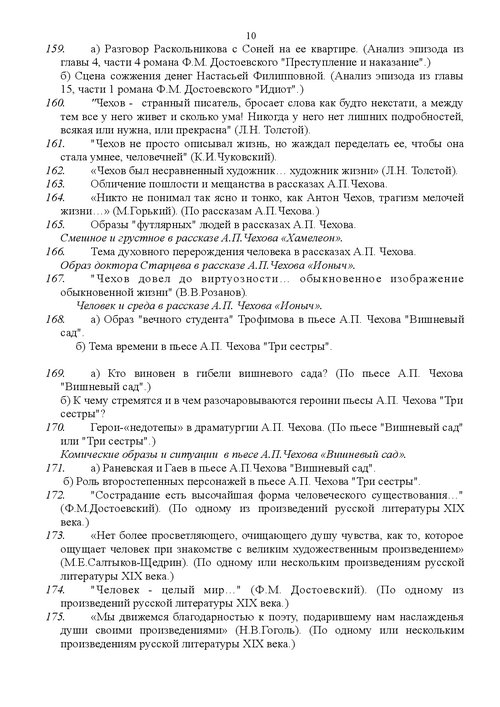 10
159. а) Разговор Раскольникова с Соней на ее квартире. (Анализ эпизода из
главы 4, части 4 романа Ф.М. Достоевского "Преступление и наказание".)
б) Сцена сожжения денег Настасьей Филипповной. (Анализ эпизода из главы
15, части 1 романа Ф.М. Достоевского "Идиот".)
160. "Чехов - странный писатель, бросает слова как будто некстати, а между
тем все у него живет и сколько ума! Никогда у него нет лишних подробностей,
всякая или нужна, или прекрасна" (Л.Н. Толстой).
161. "Чехов не просто описывал жизнь, но жаждал переделать ее, чтобы она
стала умнее, человечней" (К.И.Чуковский).
162. «Чехов был несравненный художник… художник жизни» (Л.Н. Толстой).
163. Обличение пошлости и мещанства в рассказах А.П.Чехова.
164. «Никто не понимал так ясно и тонко, как Антон Чехов, трагизм мелочей
жизни…» (М.Горький). (По рассказам А.П.Чехова.)
165. Образы "футлярных" людей в рассказах А.П. Чехова.
Смешное и грустное в рассказе А.П.Чехова «Хамелеон».
166. Тема духовного перерождения человека в рассказах А.П. Чехова.
Образ доктора Старцева в рассказе А.П.Чехова «Ионыч».
167. "Чехов довел до виртуозности… обыкновенное изображение
обыкновенной жизни" (В.В.Розанов).
Человек и среда в рассказе А.П. Чехова «Ионыч».
168. а) Образ "вечного студента" Трофимова в пьесе А.П. Чехова "Вишневый
сад".
б) Тема времени в пьесе А.П. Чехова "Три сестры".
169. а) Кто виновен в гибели вишневого сада? (По пьесе А.П. Чехова
"Вишневый сад".)
б) К чему стремятся и в чем разочаровываются героини пьесы А.П. Чехова "Три
сестры"?
170. Герои-«недотепы» в драматургии А.П. Чехова. (По пьесе "Вишневый сад"
или "Три сестры".)
Комические образы и ситуации в пьесе А.П.Чехова «Вишневый сад».
171. а) Раневская и Гаев в пьесе А.П.Чехова "Вишневый сад".
б) Роль второстепенных персонажей в пьесе А.П. Чехова "Три сестры".
172. "Сострадание есть высочайшая форма человеческого существования…"
(Ф.М.Достоевский). (По одному из произведений русской литературы XIX
века.)
173. «Нет более просветляющего, очищающего душу чувства, как то, которое
ощущает человек при знакомстве с великим художественным произведением»
(М.Е.Салтыков-Щедрин). (По одному или нескольким произведениям русской
литературы XIX века.)
174. "Человек - целый мир…" (Ф.М. Достоевский). (По одному из
произведений русской литературы XIX века.)
175. «Мы движемся благодарностью к поэту, подарившему нам наслажденья
души своими произведениями» (Н.В.Гоголь). (По одному или нескольким
произведениям русской литературы XIX века.)